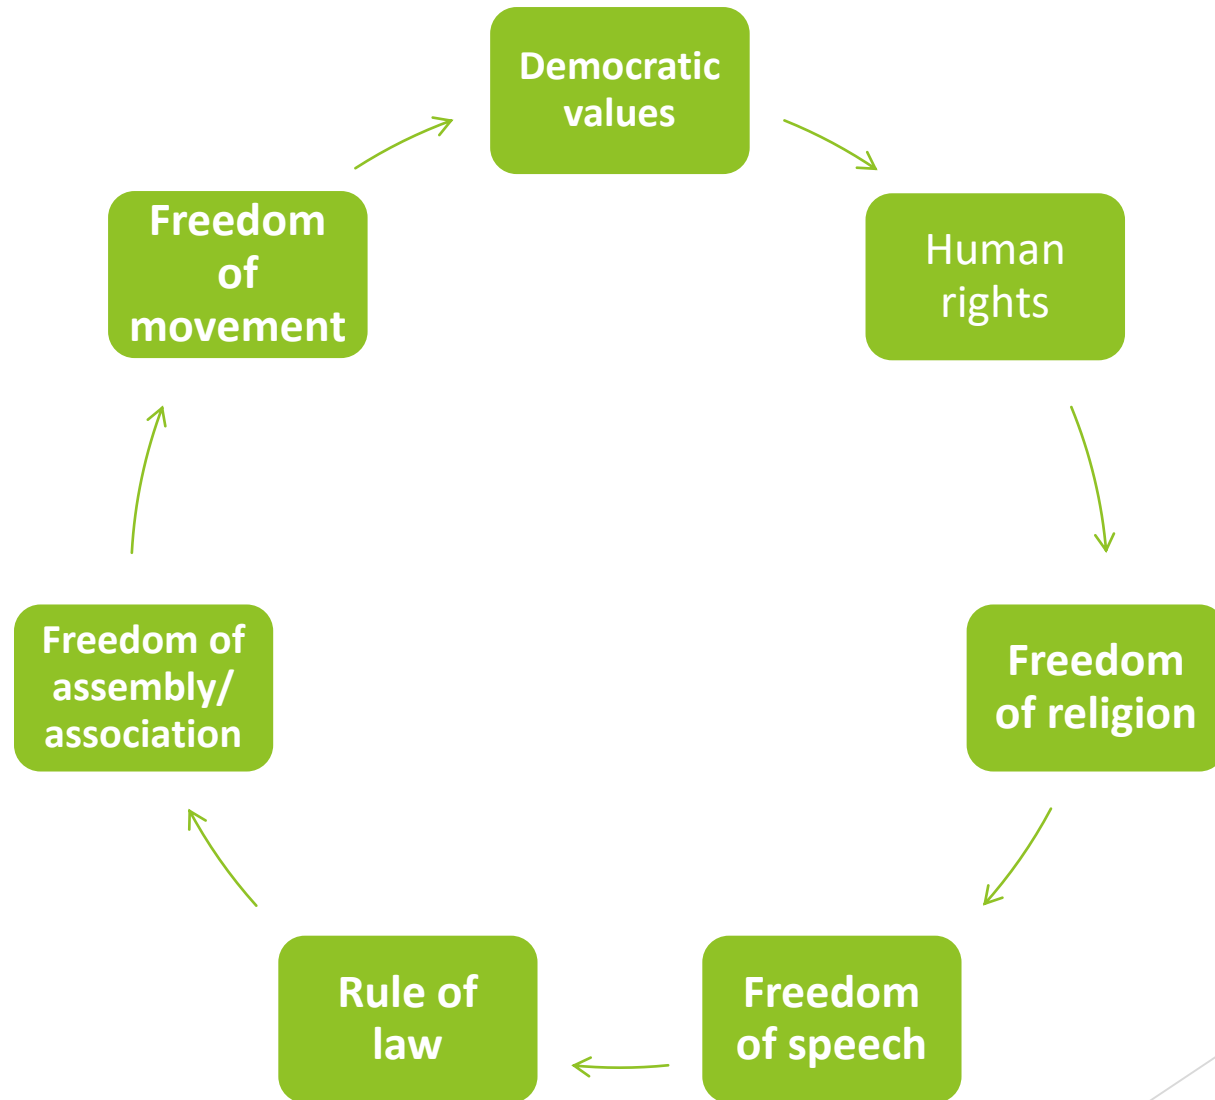 Democratic
values
Human
rights
Freedom
of religion
Freedom
of speech
Rule of
law
Freedom of
assembly/
association
Freedom
of
movement